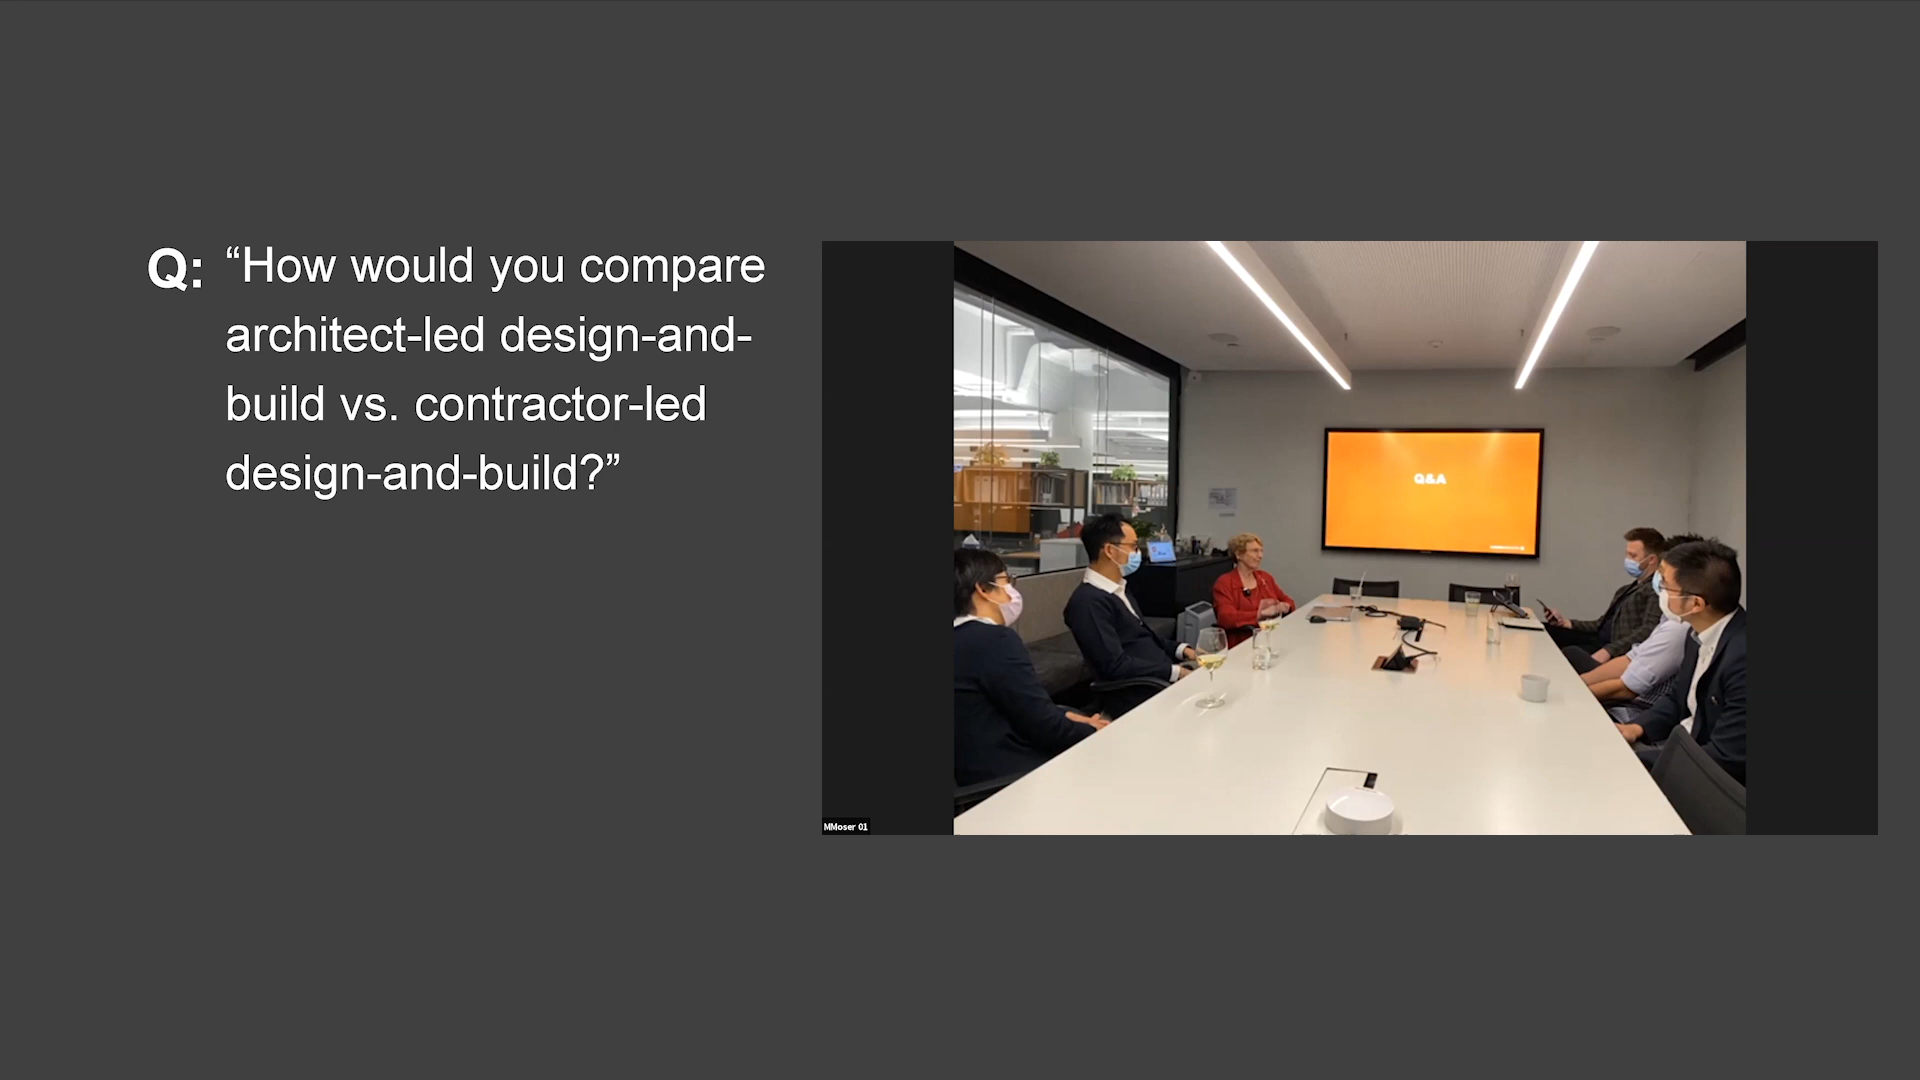 Q: “How would you compare
architect-led design-and-
build vs. contractor-led
design-and-build?”
Q&A
MMoser 01